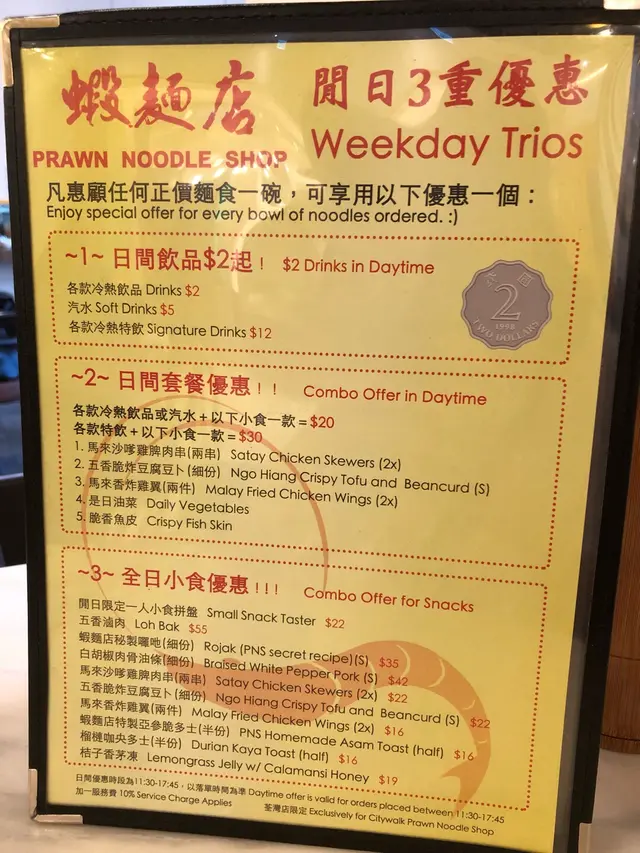 蝦麵店
PRAWN NOODLE SHOP
閒日3重優惠
Weekday Trios
凡惠顧任何正價麵食一碗，可享用以下優惠一個：
Enjoy special offer for every bowl of noodles ordered. :)
~1~ 日間飲品$2起！ $2 Drinks in Daytime
各款冷熱飲品 Drinks $2
汽水 Soft Drinks $5
各款冷熱特飲 Signature Drinks $12
2
1998
TWO DOLLARS
~2~ 日間套餐優惠！！ Combo Offer in Daytime
各款冷熱飲品或汽水＋以下小食一款＝$20
各款特飲＋以下小食一款＝$30
1. 馬來沙嗲雞脾肉串(兩串) Satay Chicken Skewers (2x)
2. 五香脆炸豆腐豆卜(細份) Ngo Hiang Crispy Tofu and Beancurd (S)
3. 馬來香炸雞翼(兩件) Malay Fried Chicken Wings (2x)
4. 是日油菜 Daily Vegetables
5. 脆香魚皮 Crispy Fish Skin
~3~ 全日小食優惠！！！ Combo Offer for Snacks
閒日限定一人小食拼盤 Small Snack Taster $22
五香滷肉 Loh Bak $55
蝦麵店秘製囉吔(細份) Rojak (PNS secret recipe)(S) $35
白胡椒肉骨油條(細份) Braised White Pepper Pork (S) $42
馬來沙嗲雞脾肉串(兩串) Satay Chicken Skewers (2x) $22
五香脆炸豆腐豆卜(細份) Ngo Hiang Crispy Tofu and Beancurd (S) $22
馬來香炸雞翼(兩件) Malay Fried Chicken Wings (2x) $16
蝦麵店特製亞參脆多士(半份) PNS Homemade Asam Toast (half) $16
榴槤咖央多士(半份) Durian Kaya Toast (half) $16
桔子香茅凍 Lemongrass Jelly w/ Calamansi Honey $19
日間優惠時段為11:30-17:45，以落單時間為準 Daytime offer is valid for orders placed between 11:30-17:45
加一服務費 10% Service Charge Applies 荃灣店限定 Exclusively for Citywalk Prawn Noodle Shop